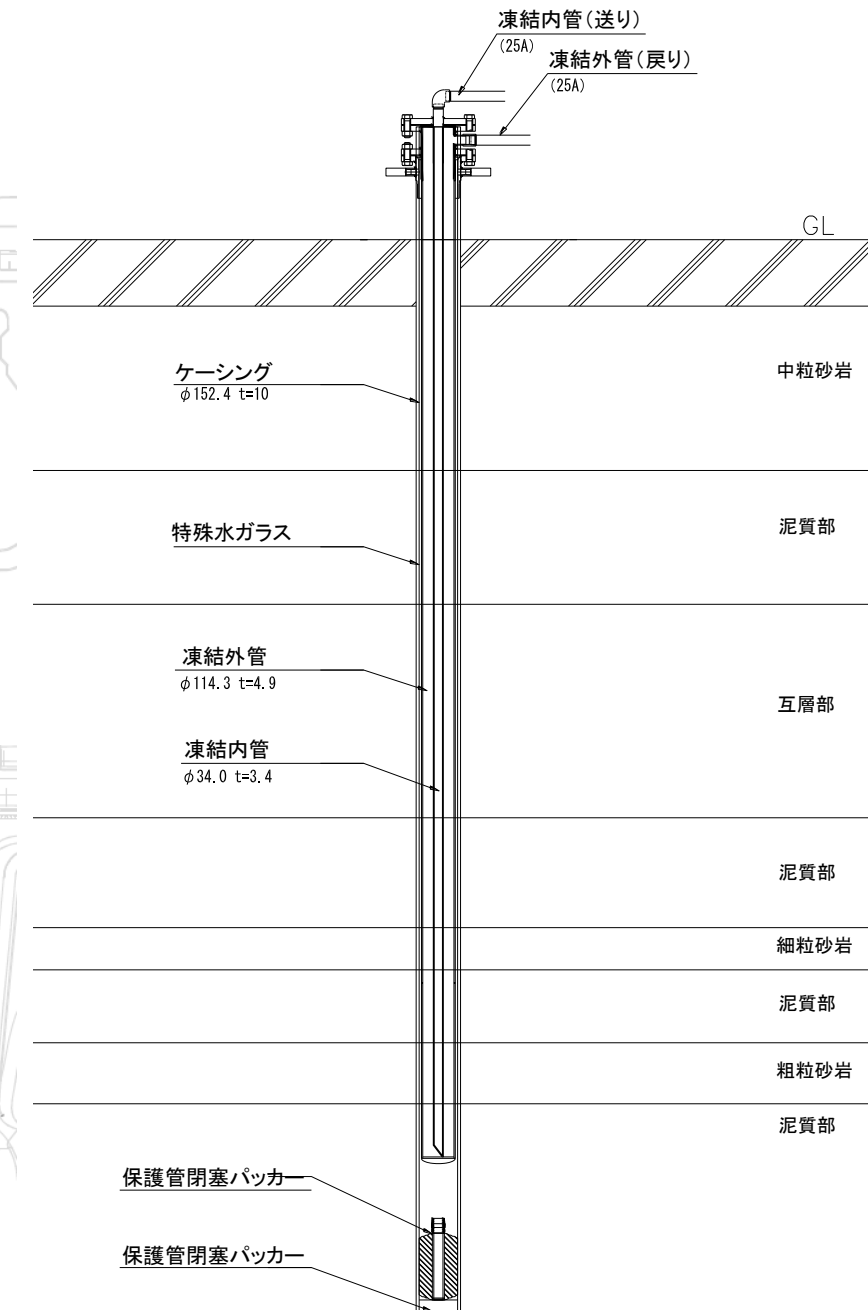 凍結内管(送り)
(25A)
凍結外管(戻り)
(25A)
GL
ケーシング
φ152.4 t=10
中粒砂岩
特殊水ガラス
泥質部
凍結外管
φ114.3 t=4.9
互層部
凍結内管
φ34.0 t=3.4
泥質部
細粒砂岩
泥質部
粗粒砂岩
泥質部
保護管閉塞パッカー
保護管閉塞パッカー